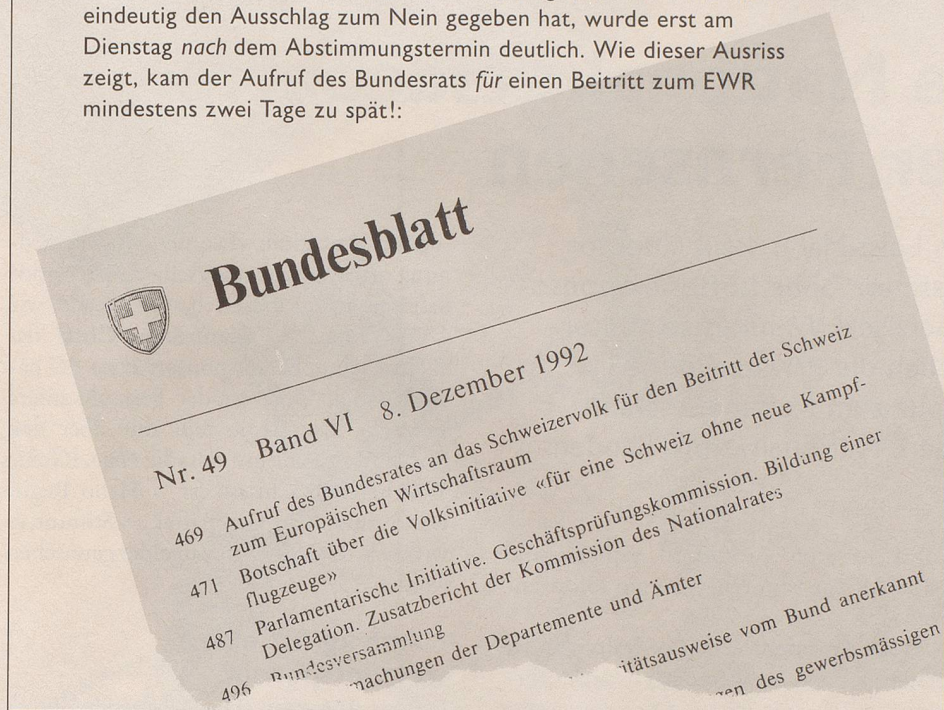 eindeutig den Ausschlag zum Nein gegeben hat, wurde erst am
Dienstag nach dem Abstimmungstermin deutlich. Wie dieser Ausriss
zeigt, kam der Aufruf des Bundesrats für einen Beitritt zum EWR
mindestens zwei Tage zu spät!:
Bundesblatt
Nr. 49 Band VI 8. Dezember 1992
469 Aufruf des Bundesrates an das Schweizervolk für den Beitritt der Schweiz
zum Europäischen Wirtschaftsraum
471 Botschaft über die Volksinitiative «für eine Schweiz ohne neue Kampf-
flugzeuge»
487 Parlamentarische Initiative. Geschäftsprüfungskommission. Bildung einer
Delegation. Zusatzbericht der Kommission des Nationalrates
496 Bundesversammlung
machungen der Departemente und Ämter
itätsausweise vom Bund anerkannt
des gewerbsmässigen